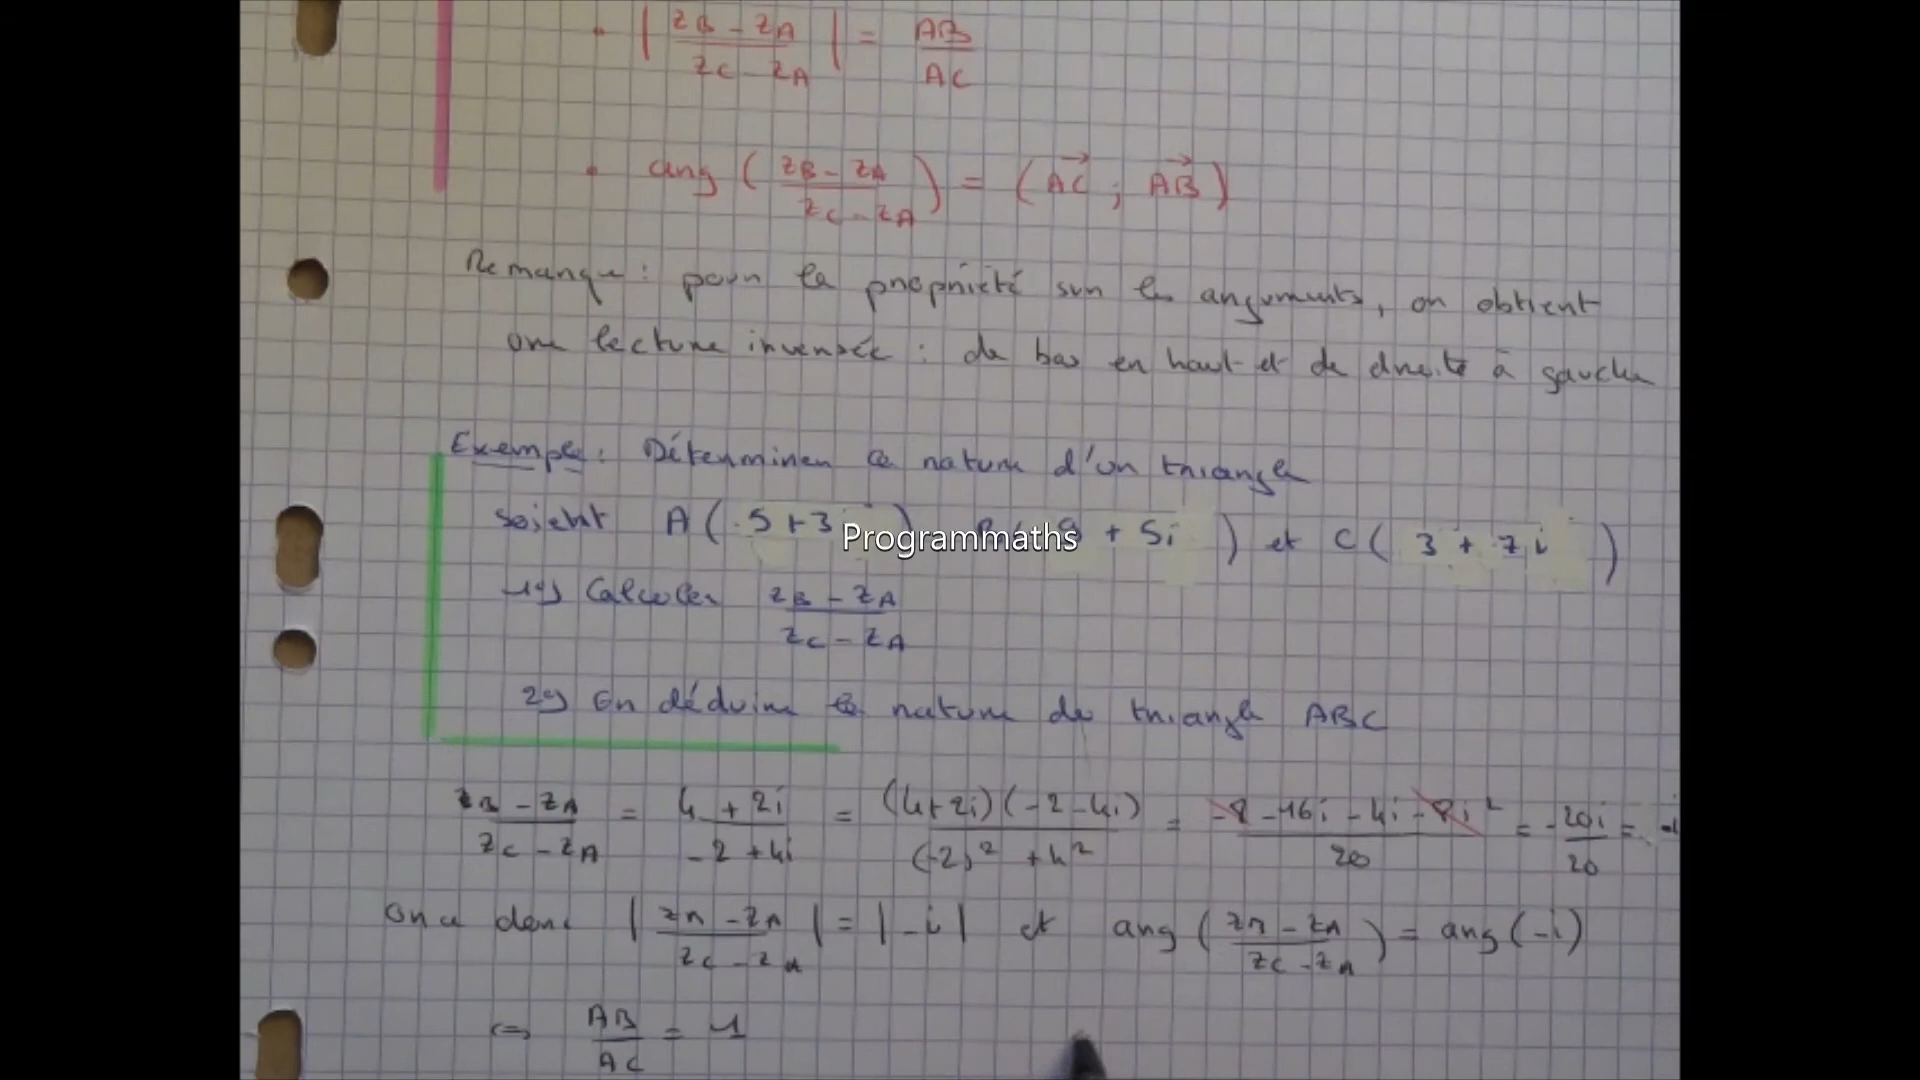 • | zB - zA / zC - zA | = AB / AC
• arg ( zB - zA / zC - zA ) = ( AC ; AB )
Remarque : pour la propriété sur les arguments, on obtient
une lecture inversée : de bas en haut et de droite à gauche
Exemple : Déterminer la nature d'un triangle
soient A ( 5 + 3 ) + 5i ) et C ( 3 + 7i )
Programmaths
1°) Calculer zB - zA / zC - zA
2°) En déduire la nature du triangle ABC
zB - zA / zC - zA = 4 + 2i / -2 + 4i = (4+2i)(-2-4i) / (-2)² + 4² = -8 - 16i - 4i - 8i² / 20 = -20i / 20 = -i
On a donc | zB - zA / zC - zA | = | -i | et arg ( zB - zA / zC - zA ) = arg (-i)
⇔ AB / AC = 1